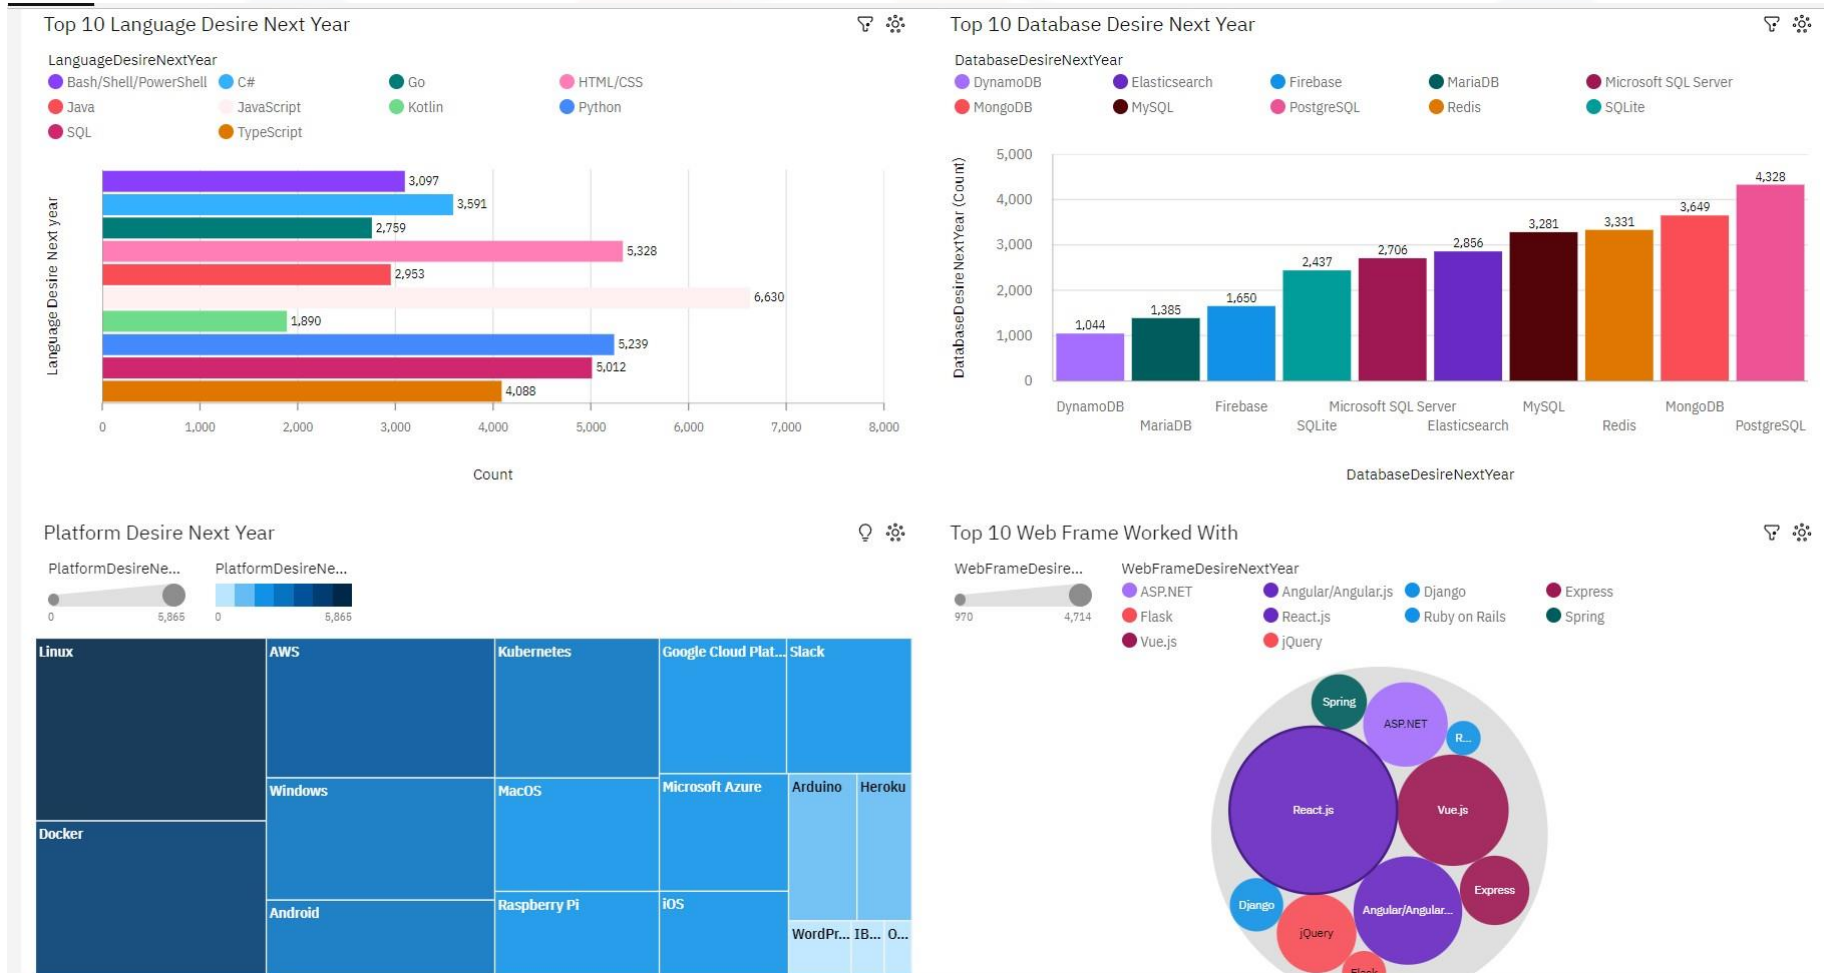 Top 10 Language Desire Next Year
LanguageDesireNextYear
Bash/Shell/PowerShell C# Go HTML/CSS
Java JavaScript Kotlin Python
SQL TypeScript
Language Desire Next year
3,097
3,591
2,759
5,328
2,953
6,630
1,890
5,239
5,012
4,088
0 1,000 2,000 3,000 4,000 5,000 6,000 7,000 8,000
Count
Top 10 Database Desire Next Year
DatabaseDesireNextYear
DynamoDB Elasticsearch Firebase MariaDB Microsoft SQL Server
MongoDB MySQL PostgreSQL Redis SQLite
DatabaseDesireNextYear (Count)
5,000
4,000
3,000
2,000
1,000
0
1,044 1,385 1,650 2,437 2,706 2,856 3,281 3,331 3,649 4,328
DynamoDB Firebase Microsoft SQL Server MySQL MongoDB
MariaDB SQLite Elasticsearch Redis PostgreSQL
DatabaseDesireNextYear
Platform Desire Next Year
PlatformDesireNe... PlatformDesireNe...
0 5,865 0 5,865
Linux AWS Kubernetes Google Cloud Plat... Slack
Windows MacOS Microsoft Azure Arduino Heroku
Docker
Android Raspberry Pi iOS
WordPr... IB... O...
Top 10 Web Frame Worked With
WebFrameDesire... WebFrameDesireNextYear
970 4,714
ASP.NET Angular/Angular.js Django Express
Flask React.js Ruby on Rails Spring
Vue.js jQuery
Spring
ASP.NET
R...
React.js
Vue.js
Express
Django
Angular/Angular...
jQuery
Flask